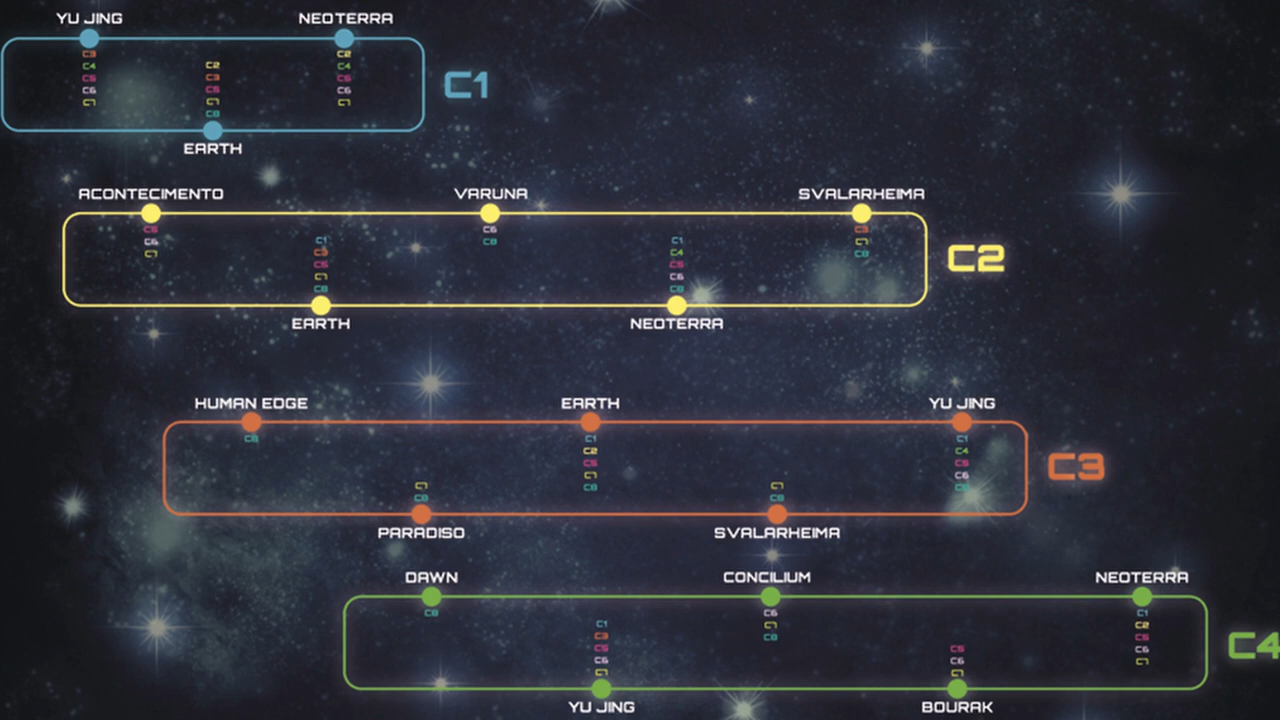 YU JING
NEOTERRA
C3
C4
C5
C6
C7
C2
C3
C5
C7
C8
C2
C4
C5
C6
C7
C1
EARTH
ACONTECIMENTO
VARUNA
SVALARHEIMA
C5
C6
C7
C1
C3
C5
C7
C8
C6
C8
C1
C4
C5
C6
C8
C3
C7
C8
C2
EARTH
NEOTERRA
HUMAN EDGE
EARTH
YU JING
C8
C7
C8
C1
C2
C5
C7
C8
C7
C8
C1
C4
C5
C6
C8
C3
PARADISO
SVALARHEIMA
DAWN
CONCILIUM
NEOTERRA
C8
C1
C3
C5
C6
C7
C6
C7
C8
C5
C6
C7
C1
C2
C5
C6
C7
C4
YU JING
BOURAK